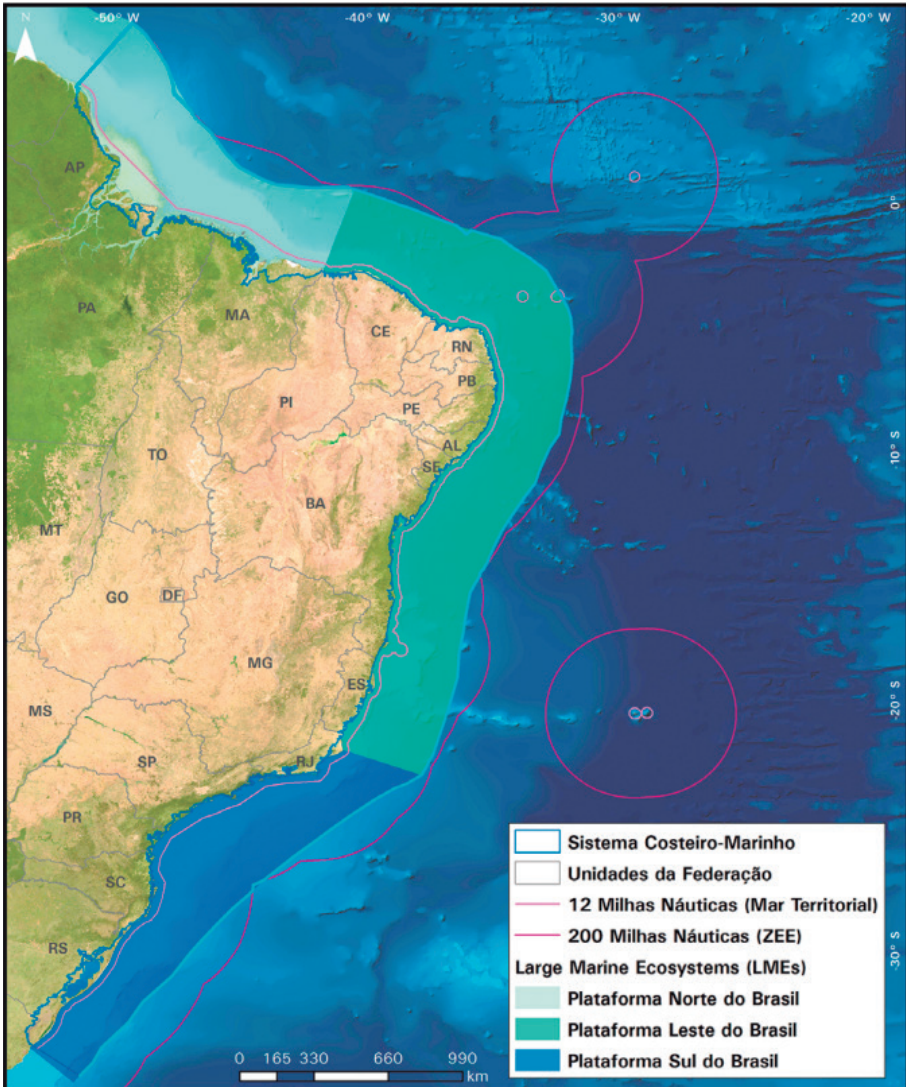 -50° W -40° W -30° W -20° W
N
AP
0°
PA
MA
CE
RN
PB
PI
PE
AL
TO
SE
-10° S
BA
MT
GO
DF
MG
ES
-20° S
MS
SP
RJ
PR
SC
RS
-30° S
Sistema Costeiro-Marinho
Unidades da Federação
12 Milhas Náuticas (Mar Territorial)
200 Milhas Náuticas (ZEE)
Large Marine Ecosystems (LMEs)
Plataforma Norte do Brasil
Plataforma Leste do Brasil
Plataforma Sul do Brasil
0 165 330 660 990
km